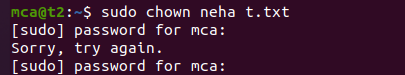 mca@t2:~$ sudo chown neha t.txt
[sudo] password for mca:
Sorry, try again.
[sudo] password for mca: